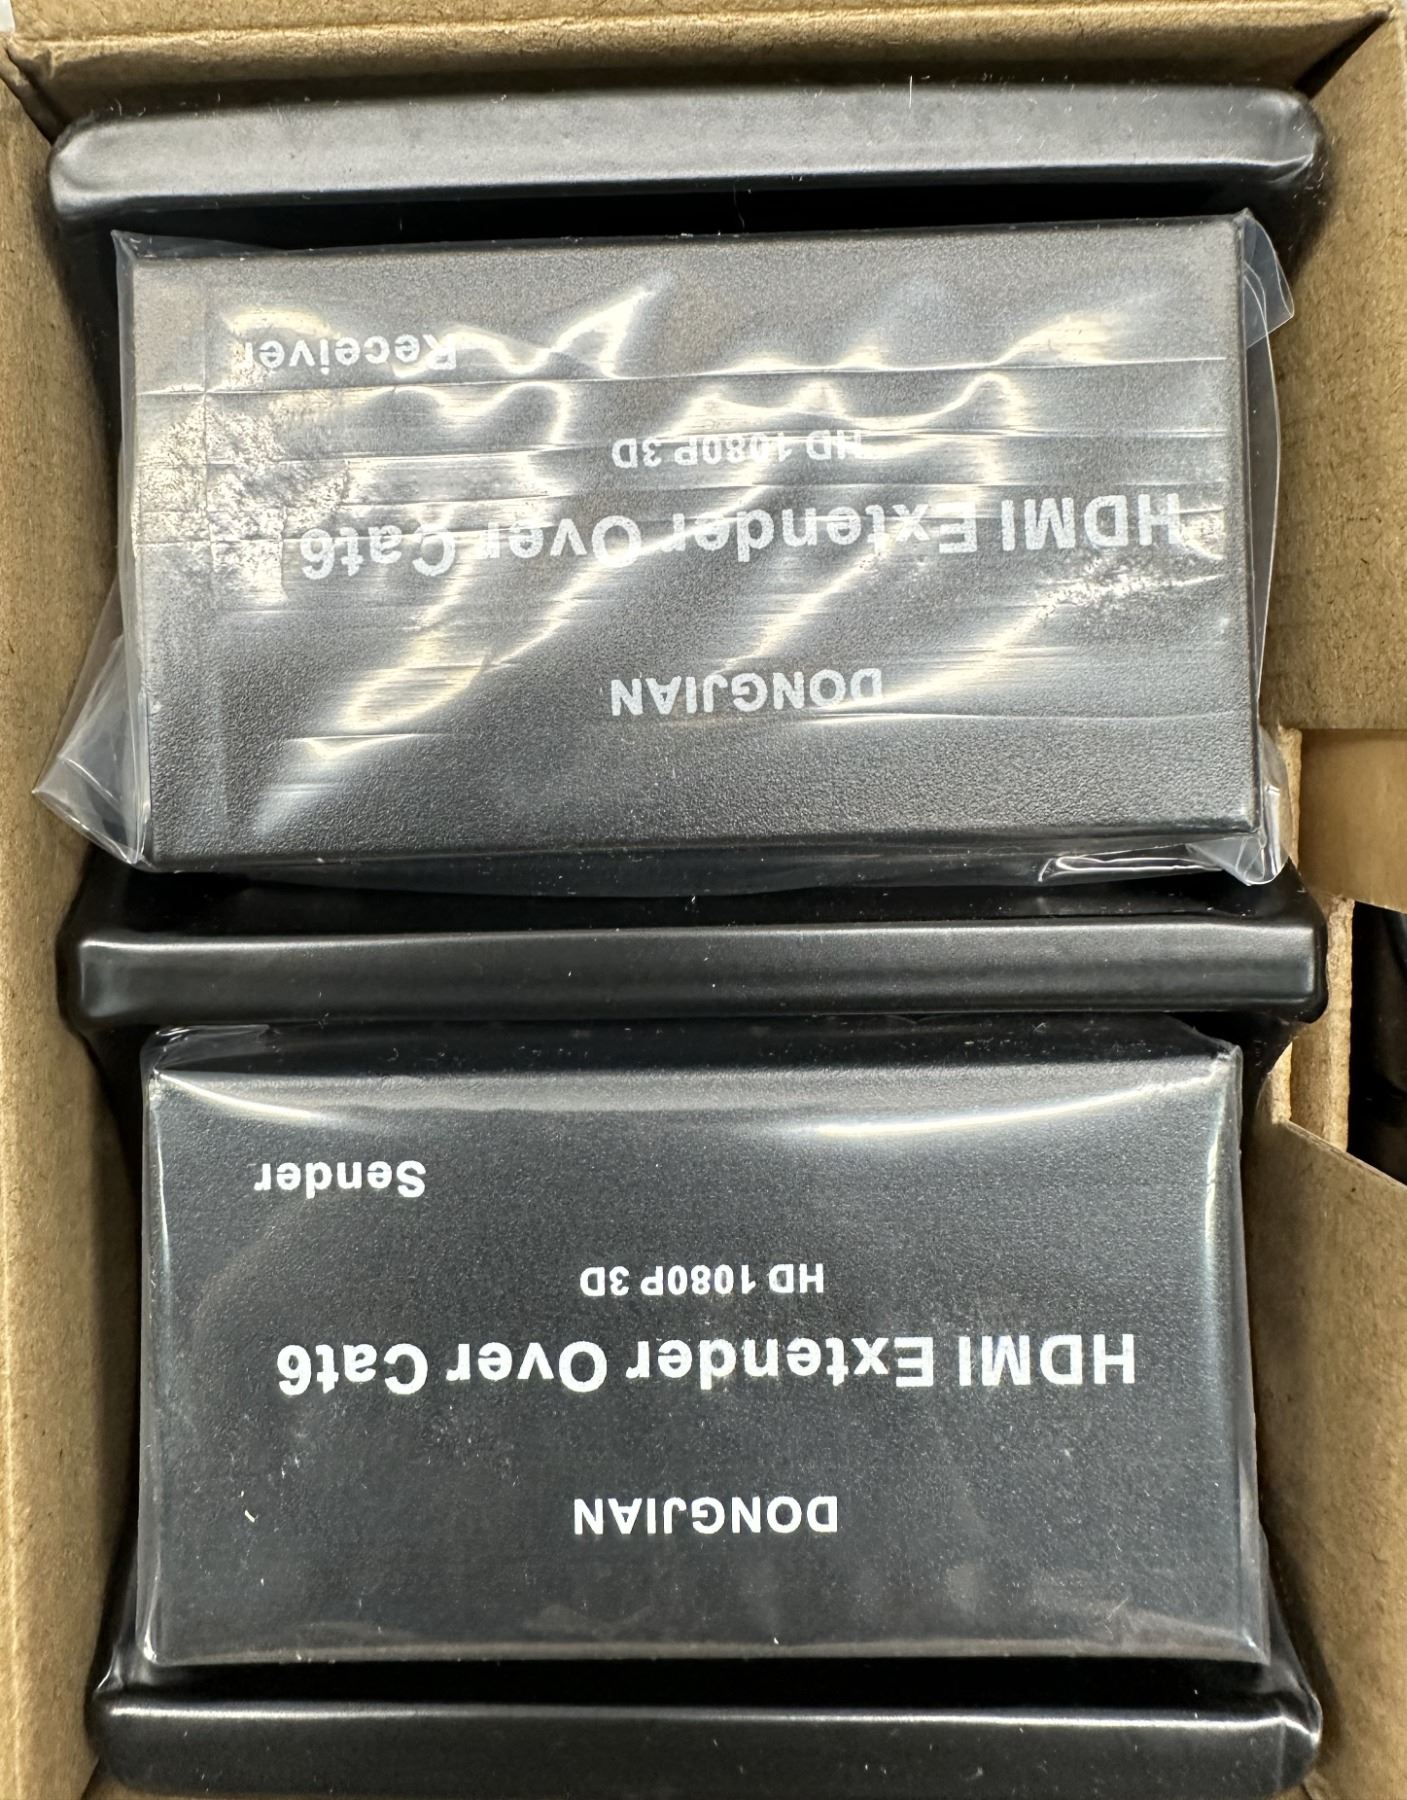 DONGJIAN
HDMI Extender Over Cat6
HD 1080P 3D
Sender
DONGJIAN
HDMI Extender Over Cat6
HD 1080P 3D
Receiver